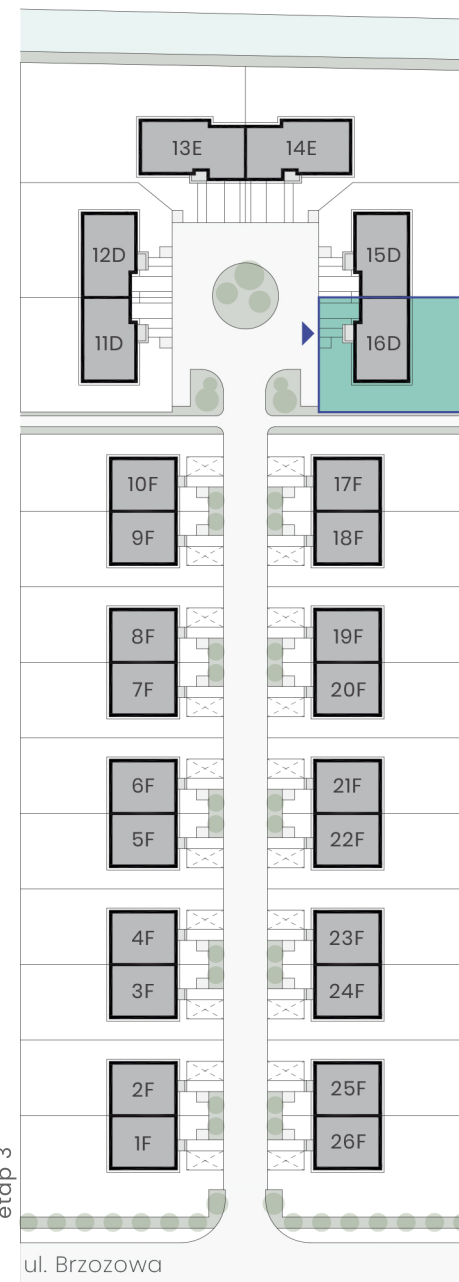 13E 14E
12D 15D
11D 16D
10F 17F
9F 18F
8F 19F
7F 20F
6F 21F
5F 22F
4F 23F
3F 24F
2F 25F
1F 26F
etap 3
ul. Brzozowa